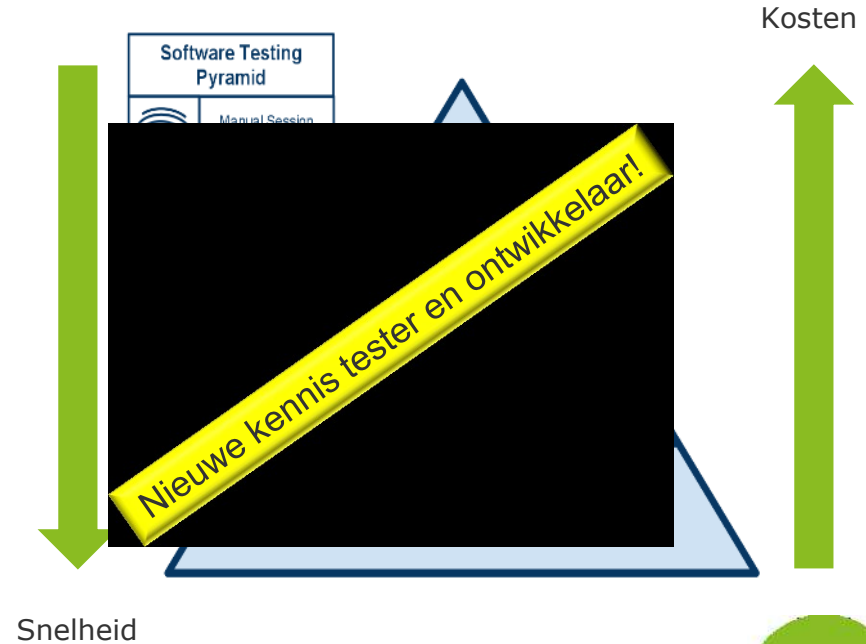 Kosten
Software Testing
Pyramid
Manual Session
Nieuwe kennis tester en ontwikkelaar!
Snelheid